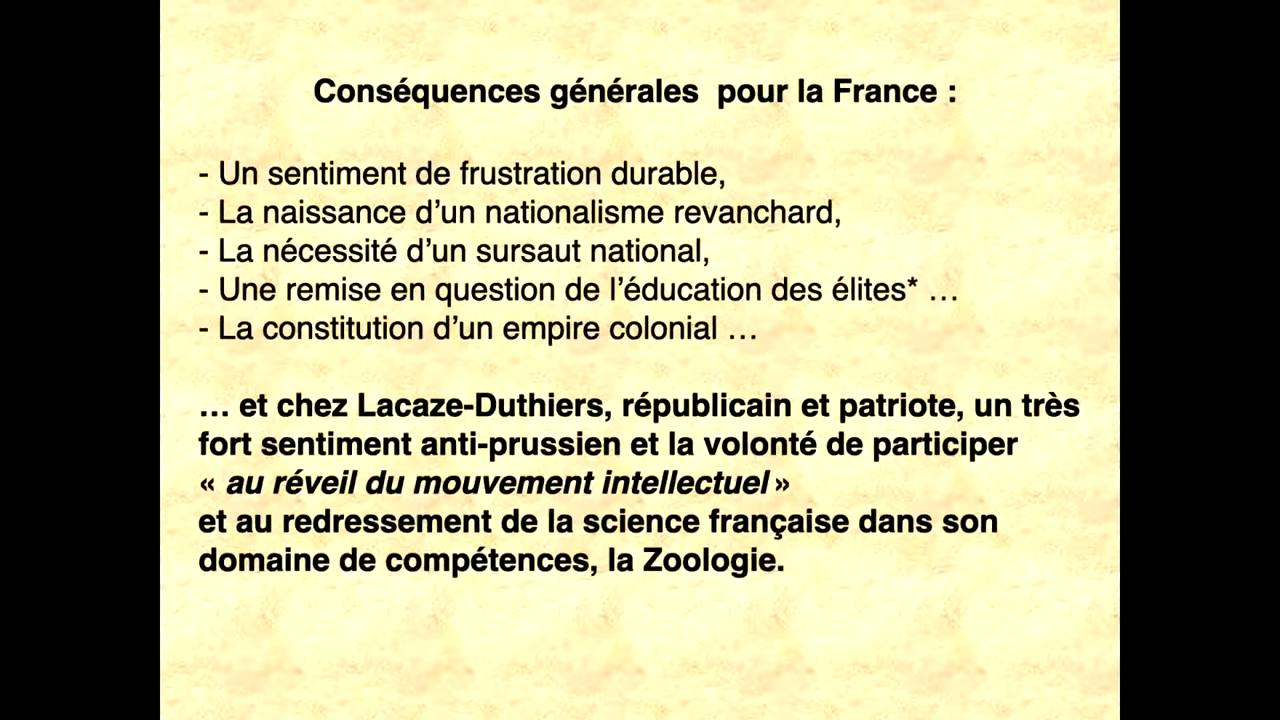 Conséquences générales  pour la France :
- Un sentiment de frustration durable,
- La naissance d’un nationalisme revanchard,
- La nécessité d’un sursaut national,
- Une remise en question de l’éducation des élites* …
- La constitution d’un empire colonial …
… et chez Lacaze-Duthiers, républicain et patriote, un très
fort sentiment anti-prussien et la volonté de participer
« au réveil du mouvement intellectuel »
et au redressement de la science française dans son
domaine de compétences, la Zoologie.